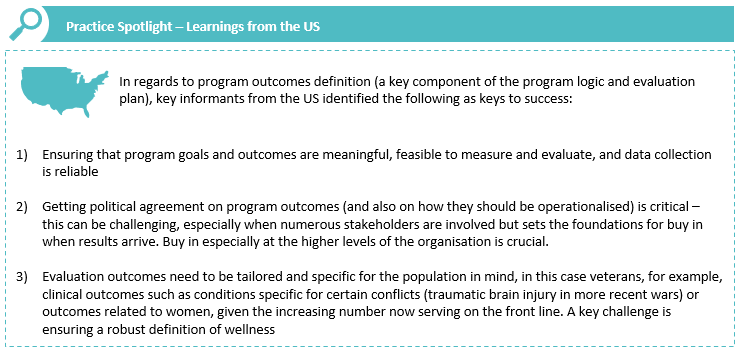 Practice Spotlight – Learnings from the US
In regards to program outcomes definition (a key component of the program logic and evaluation
plan), key informants from the US identified the following as keys to success:
1) Ensuring that program goals and outcomes are meaningful, feasible to measure and evaluate, and data collection
is reliable
2) Getting political agreement on program outcomes (and also on how they should be operationalised) is critical –
this can be challenging, especially when numerous stakeholders are involved but sets the foundations for buy in
when results arrive. Buy in especially at the higher levels of the organisation is crucial.
3) Evaluation outcomes need to be tailored and specific for the population in mind, in this case veterans, for example,
clinical outcomes such as conditions specific for certain conflicts (traumatic brain injury in more recent wars) or
outcomes related to women, given the increasing number now serving on the front line. A key challenge is
ensuring a robust definition of wellness